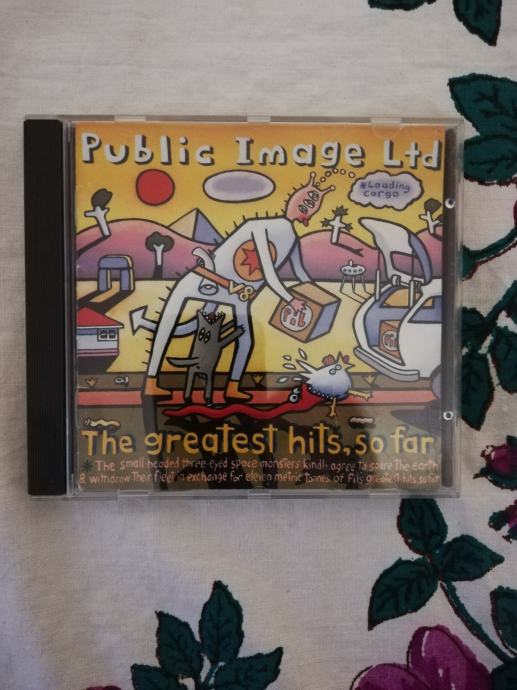 Public Image Ltd
*Loading
cargo
PiL
The greatest hits, so far
* The small-headed three-eyed space monsters kindly agree to spare the earth
& withdraw their fleet in exchange for eleven metric tonnes of PiL's greatest hits, so far